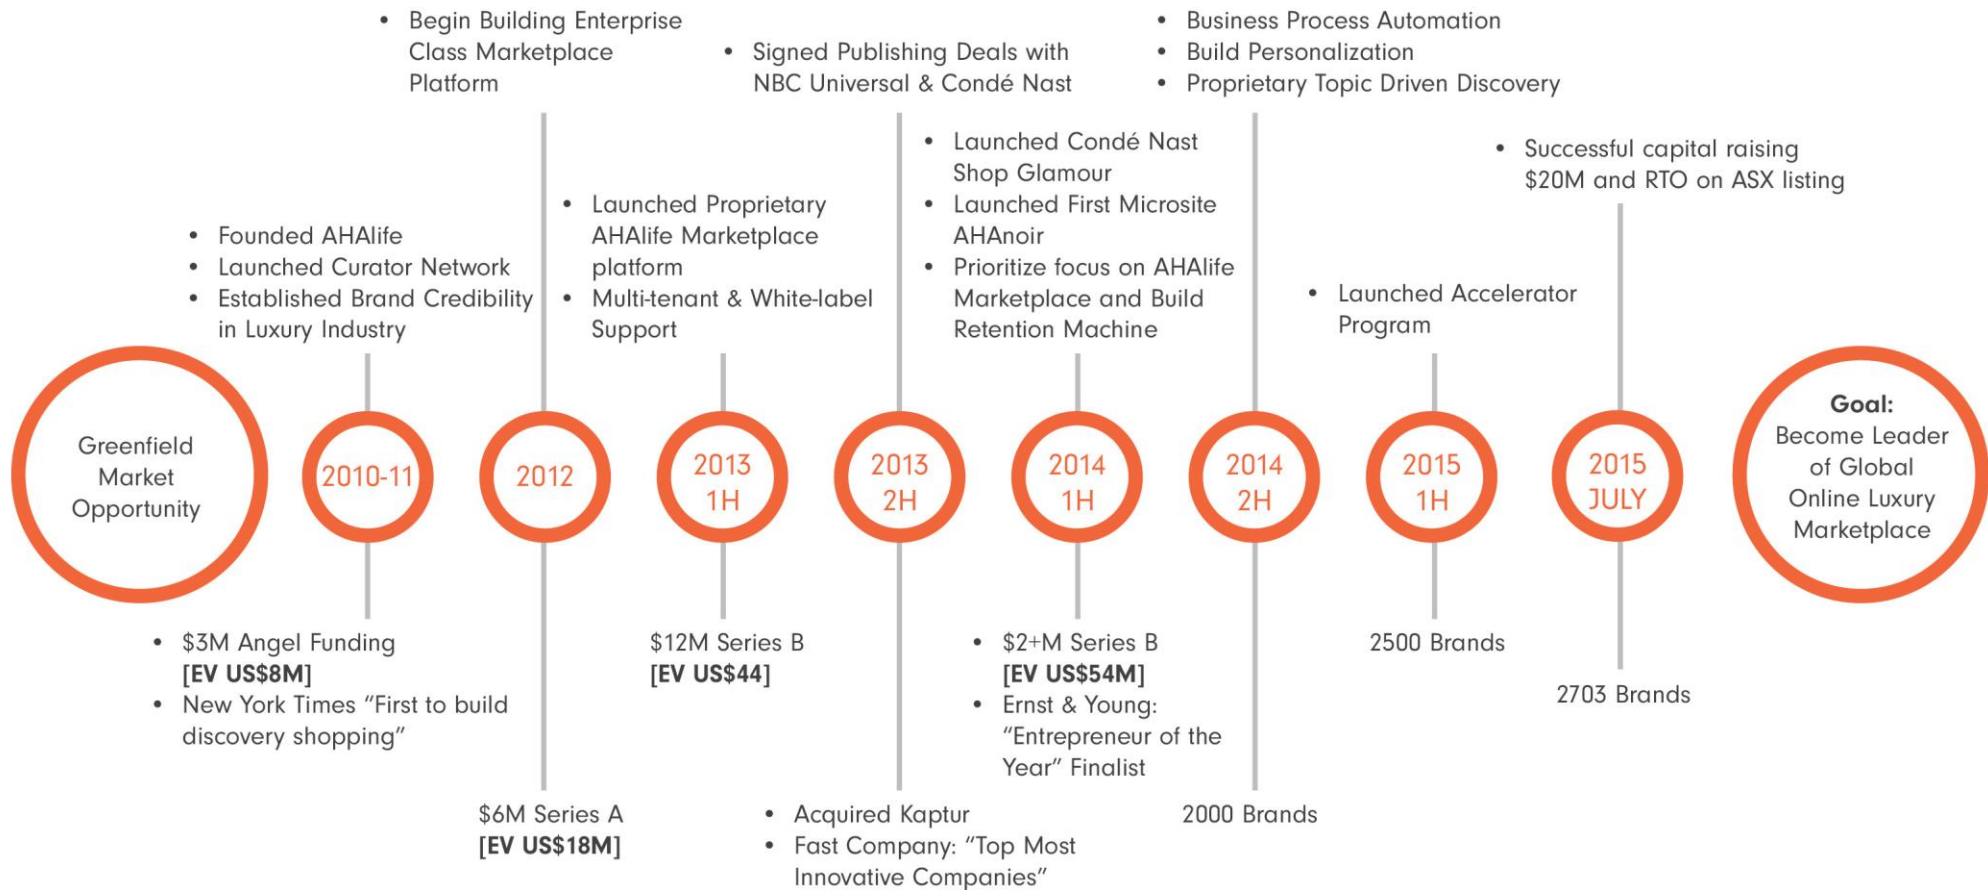 • Begin Building Enterprise
Class Marketplace
Platform
• Signed Publishing Deals with
NBC Universal & Condé Nast
• Business Process Automation
• Build Personalization
• Proprietary Topic Driven Discovery
• Founded AHAlife
• Launched Curator Network
• Established Brand Credibility
in Luxury Industry
• Launched Proprietary
AHAlife Marketplace
platform
• Multi-tenant & White-label
Support
• Launched Condé Nast
Shop Glamour
• Launched First Microsite
AHAnoir
• Prioritize focus on AHAlife
Marketplace and Build
Retention Machine
• Launched Accelerator
Program
• Successful capital raising
$20M and RTO on ASX listing
Greenfield
Market
Opportunity
2010-11
2012
2013
1H
2013
2H
2014
1H
2014
2H
2015
1H
2015
JULY
Goal:
Become Leader
of Global
Online Luxury
Marketplace
• $3M Angel Funding
[EV US$8M]
• New York Times “First to build
discovery shopping”
$6M Series A
[EV US$18M]
$12M Series B
[EV US$44]
• Acquired Kaptur
• Fast Company: “Top Most
Innovative Companies”
• $2+M Series B
[EV US$54M]
• Ernst & Young:
“Entrepreneur of the
Year” Finalist
2000 Brands
2500 Brands
2703 Brands